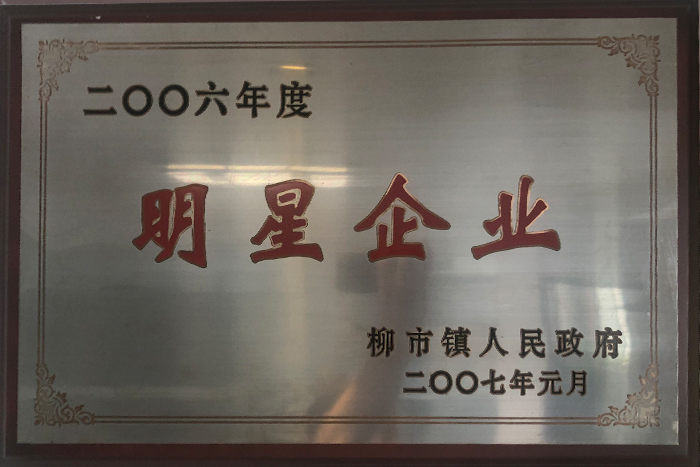 二〇〇六年度
明星企业
柳市镇人民政府
二〇〇七年元月